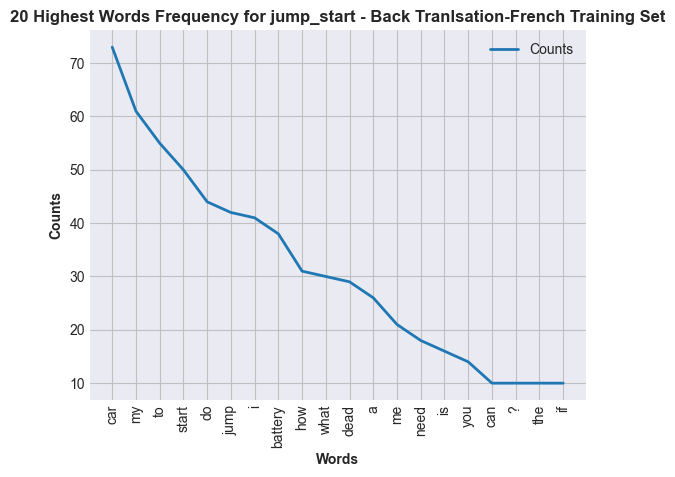 20 Highest Words Frequency for jump_start - Back Tranlsation-French Training Set
Counts
70
60
50
40
30
20
10
Counts
car
my
to
start
do
jump
i
battery
how
what
dead
a
me
need
is
you
can
?
the
if
Words